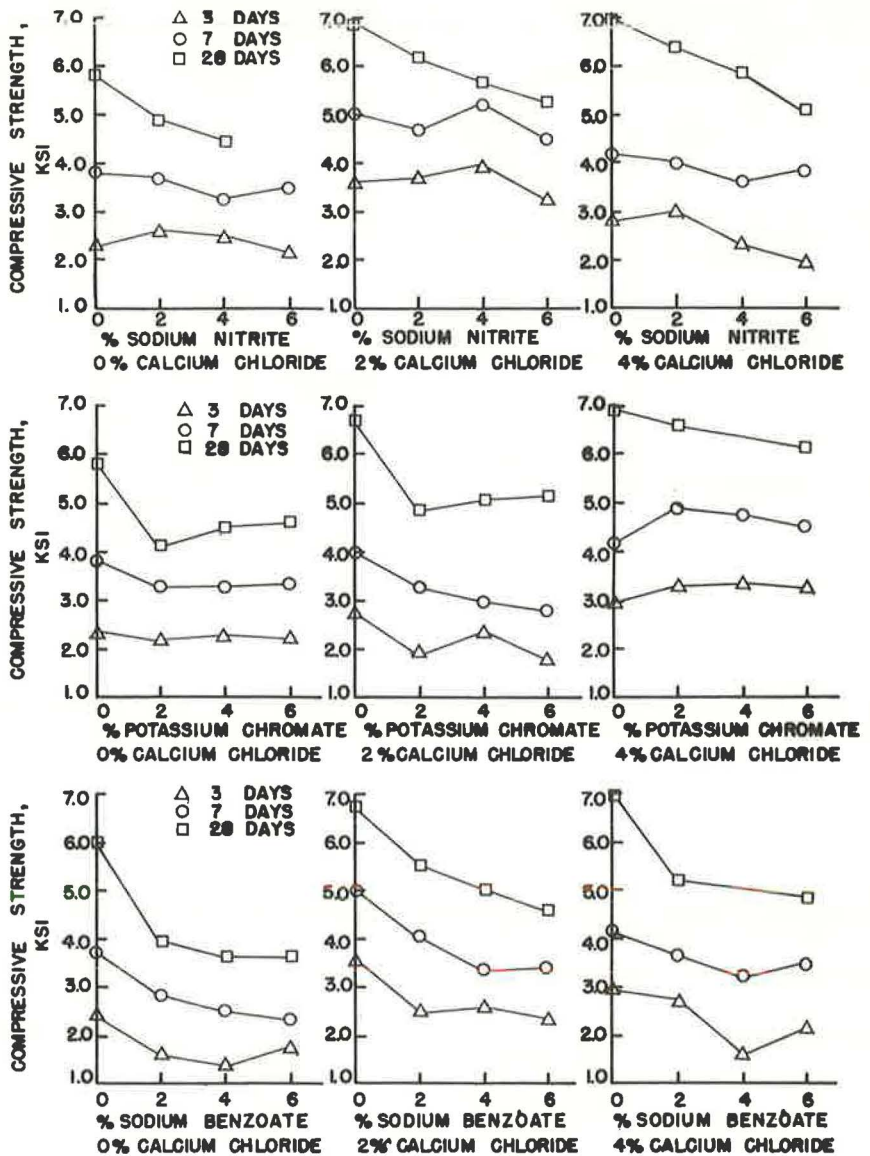 COMPRESSIVE STRENGTH,
KSI
△ 3 DAYS
○ 7 DAYS
□ 28 DAYS
7.0
6.0
5.0
4.0
3.0
2.0
1.0
0 2 4 6
% SODIUM NITRITE
0% CALCIUM CHLORIDE
7.0
6.0
5.0
4.0
3.0
2.0
1.0
0 2 4 6
% SODIUM NITRITE
2% CALCIUM CHLORIDE
7.0
6.0
5.0
4.0
3.0
2.0
1.0
0 2 4 6
% SODIUM NITRITE
4% CALCIUM CHLORIDE
COMPRESSIVE STRENGTH,
KSI
△ 3 DAYS
○ 7 DAYS
□ 28 DAYS
7.0
6.0
5.0
4.0
3.0
2.0
1.0
0 2 4 6
% POTASSIUM CHROMATE
0% CALCIUM CHLORIDE
7.0
6.0
5.0
4.0
3.0
2.0
1.0
0 2 4 6
% POTASSIUM CHROMATE
2% CALCIUM CHLORIDE
7.0
6.0
5.0
4.0
3.0
2.0
1.0
0 2 4 6
% POTASSIUM CHROMATE
4% CALCIUM CHLORIDE
COMPRESSIVE STRENGTH,
KSI
△ 3 DAYS
○ 7 DAYS
□ 28 DAYS
7.0
6.0
5.0
4.0
3.0
2.0
1.0
0 2 4 6
% SODIUM BENZOATE
0% CALCIUM CHLORIDE
7.0
6.0
5.0
4.0
3.0
2.0
1.0
0 2 4 6
% SODIUM BENZOATE
2% CALCIUM CHLORIDE
7.0
6.0
5.0
4.0
3.0
2.0
1.0
0 2 4 6
% SODIUM BENZOATE
4% CALCIUM CHLORIDE